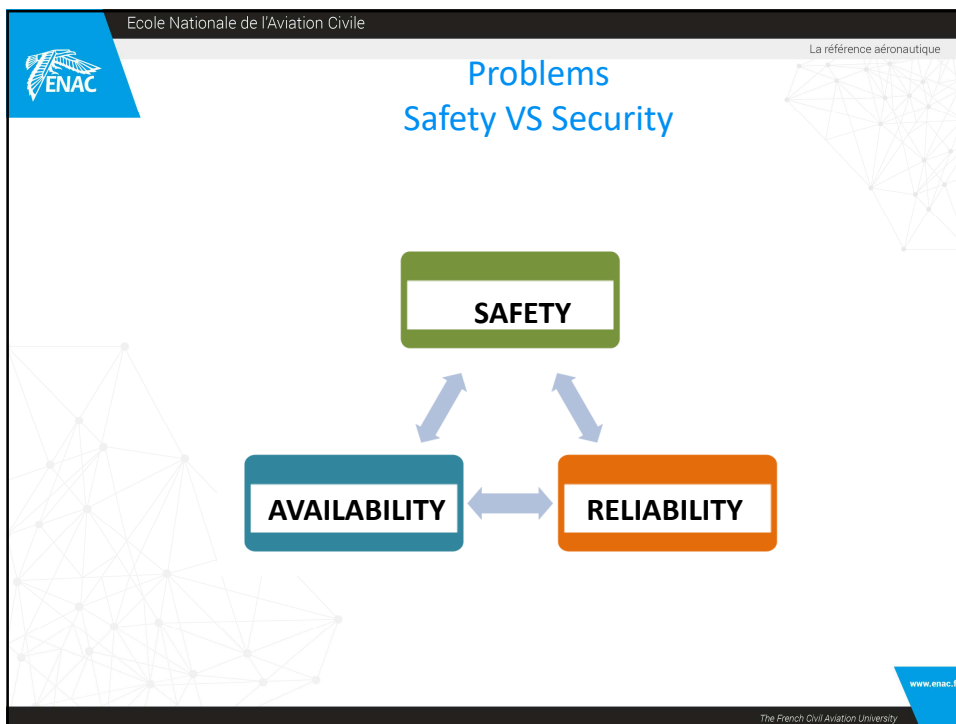 Ecole Nationale de l'Aviation Civile
La référence aéronautique
ENAC
Problems
Safety VS Security
SAFETY
AVAILABILITY
RELIABILITY
www.enac.f
The French Civil Aviation University